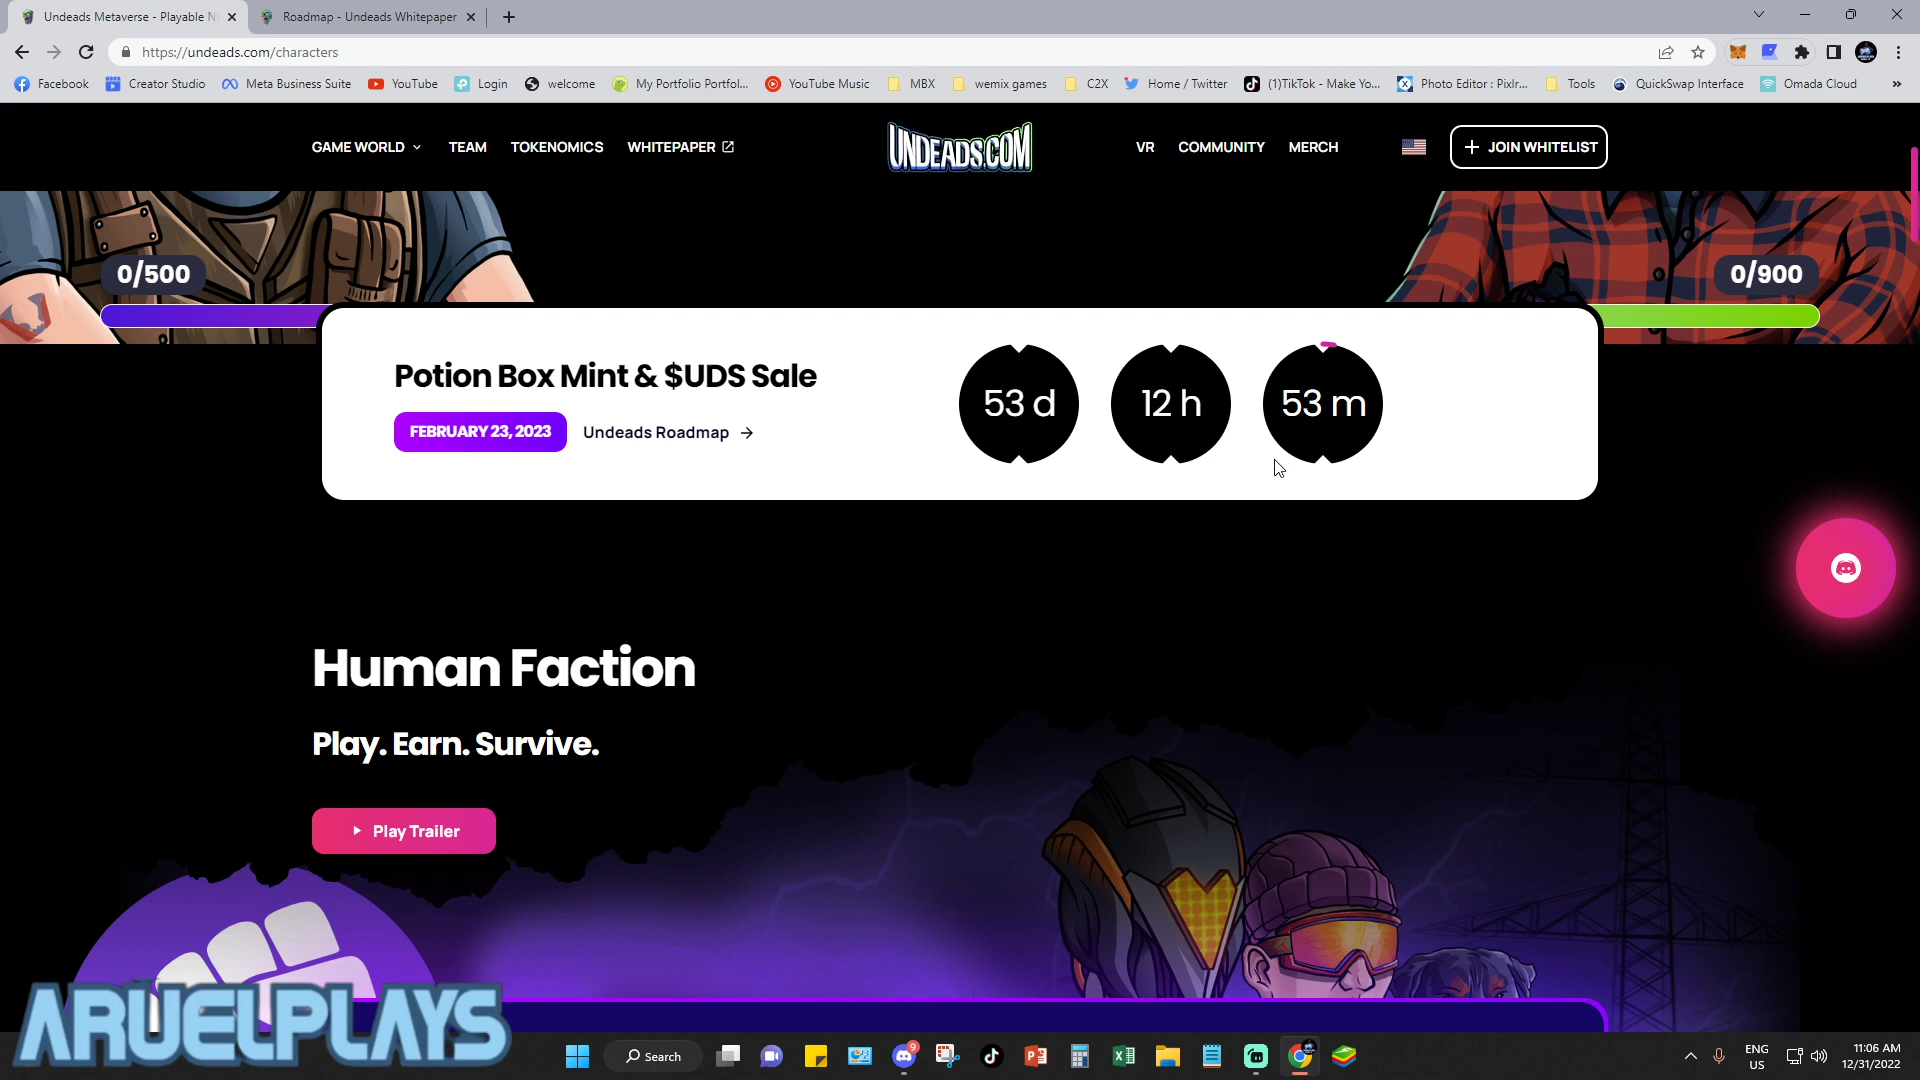 Undeads Metaverse - Playable N
Roadmap - Undeads Whitepaper
https://undeads.com/characters
Facebook
Creator Studio
Meta Business Suite
YouTube
Login
welcome
My Portfolio Portfol...
YouTube Music
MBX
wemix games
C2X
Home / Twitter
(1)TikTok - Make Yo...
Photo Editor : Pixlr...
Tools
QuickSwap Interface
Omada Cloud
GAME WORLD
TEAM
TOKENOMICS
WHITEPAPER
UNDEADS.COM
VR
COMMUNITY
MERCH
JOIN WHITELIST
0/500
0/900
Potion Box Mint & $UDS Sale
FEBRUARY 23, 2023
Undeads Roadmap
53 d
12 h
53 m
Human Faction
Play. Earn. Survive.
Play Trailer
ARUELPLAYS
Search
9
ENG
US
11:06 AM
12/31/2022